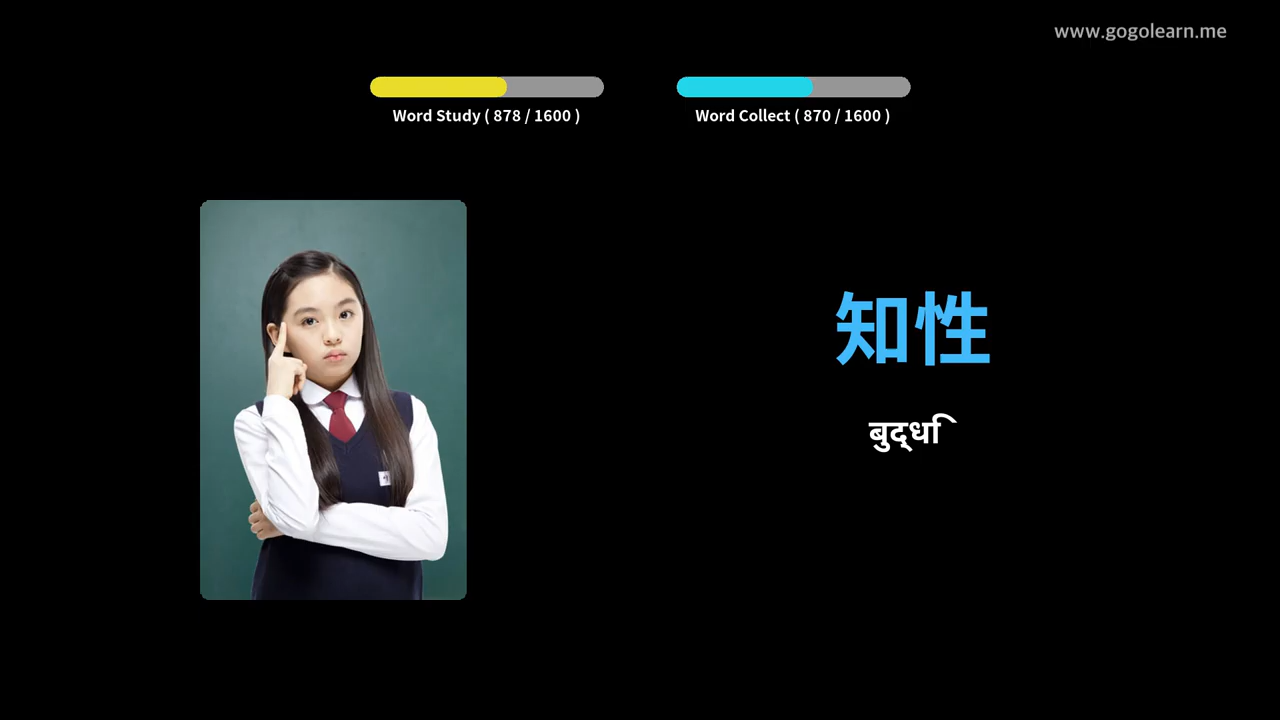 www.gogolearn.me
Word Study ( 878 / 1600 )
Word Collect ( 870 / 1600 )
知性
बुद्धि